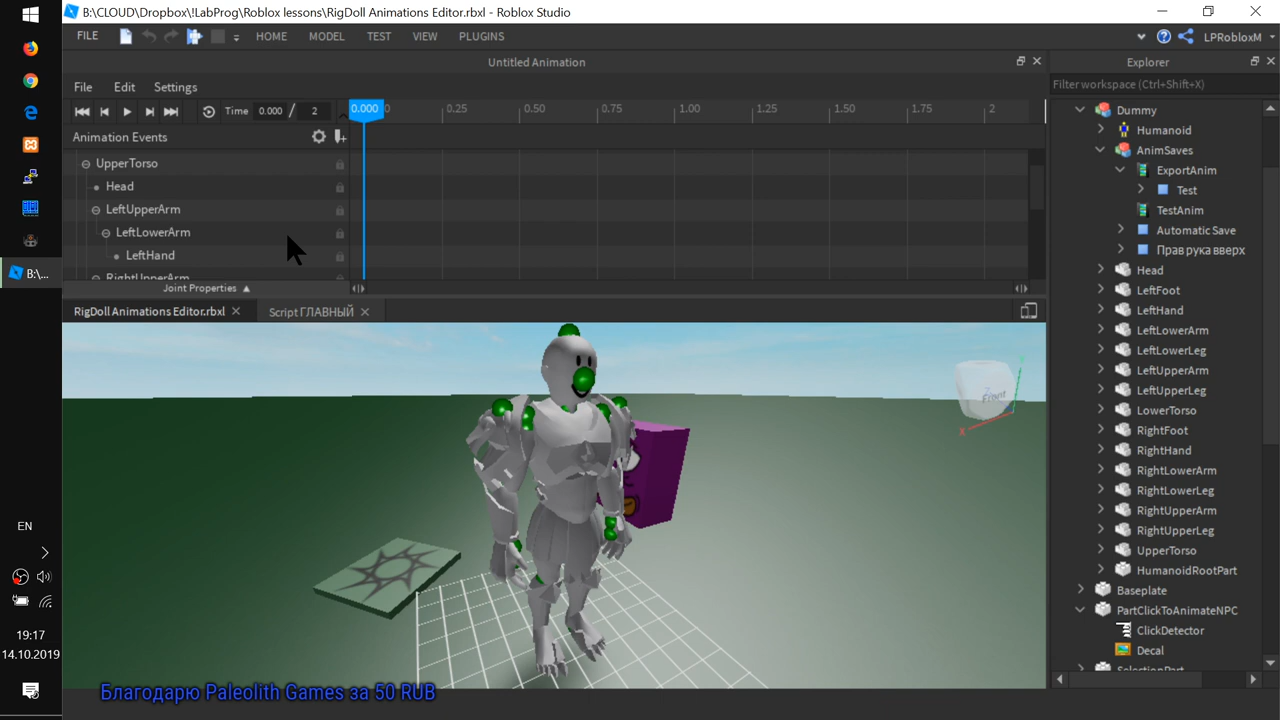 B:\CLOUD\Dropbox\!LabProg\Roblox lessons\RigDoll Animations Editor.rbxl - Roblox Studio
FILE HOME MODEL TEST VIEW PLUGINS LPRobloxM
Untitled Animation
Explorer
File Edit Settings
Filter workspace (Ctrl+Shift+X)
Time 0.000 / 2 0.000 0 0.25 0.50 0.75 1.00 1.25 1.50 1.75 2
Animation Events
UpperTorso
Head
LeftUpperArm
LeftLowerArm
LeftHand
RightUpperArm
Joint Properties
RigDoll Animations Editor.rbxl
Script ГЛАВНЫЙ
Front
X
Z
Dummy
Humanoid
AnimSaves
ExportAnim
Test
TestAnim
Automatic Save
Прав рука вверх
Head
LeftFoot
LeftHand
LeftLowerArm
LeftLowerLeg
LeftUpperArm
LeftUpperLeg
LowerTorso
RightFoot
RightHand
RightLowerArm
RightLowerLeg
RightUpperArm
RightUpperLeg
UpperTorso
HumanoidRootPart
Baseplate
PartClickToAnimateNPC
ClickDetector
Decal
SelectionPart
B:\...
EN
19:17
14.10.2019
Благодарю Paleolith Games за 50 RUB